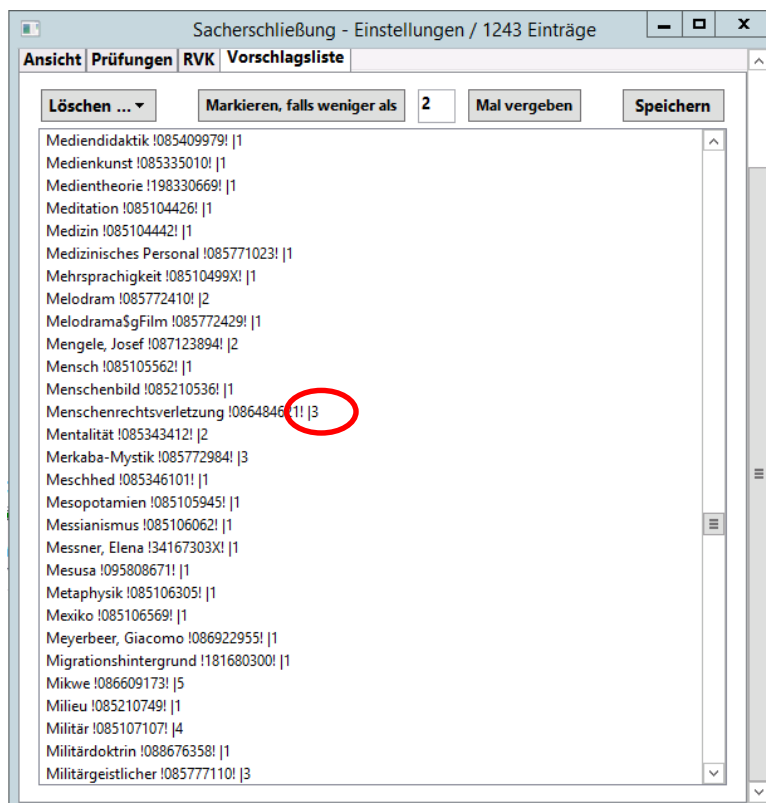 Sacherschließung - Einstellungen / 1243 Einträge
Ansicht Prüfungen RVK Vorschlagsliste
Löschen ... Markieren, falls weniger als 2 Mal vergeben Speichern
Mediendidaktik !085409979! |1
Medienkunst !085335010! |1
Medientheorie !198330669! |1
Meditation !085104426! |1
Medizin !085104442! |1
Medizinisches Personal !085771023! |1
Mehrsprachigkeit !08510499X! |1
Melodram !085772410! |2
Melodrama$gFilm !085772429! |1
Mengele, Josef !087123894! |2
Mensch !085105562! |1
Menschenbild !085210536! |1
Menschenrechtsverletzung !086484621! |3
Mentalität !085343412! |2
Merkaba-Mystik !085772984! |3
Meschhed !085346101! |1
Mesopotamien !085105945! |1
Messianismus !085106062! |1
Messner, Elena !34167303X! |1
Mesusa !095808671! |1
Metaphysik !085106305! |1
Mexiko !085106569! |1
Meyerbeer, Giacomo !086922955! |1
Migrationshintergrund !181680300! |1
Mikwe !086609173! |5
Milieu !085210749! |1
Militär !085107107! |4
Militärdoktrin !088676358! |1
Militärgeistlicher !085777110! |3